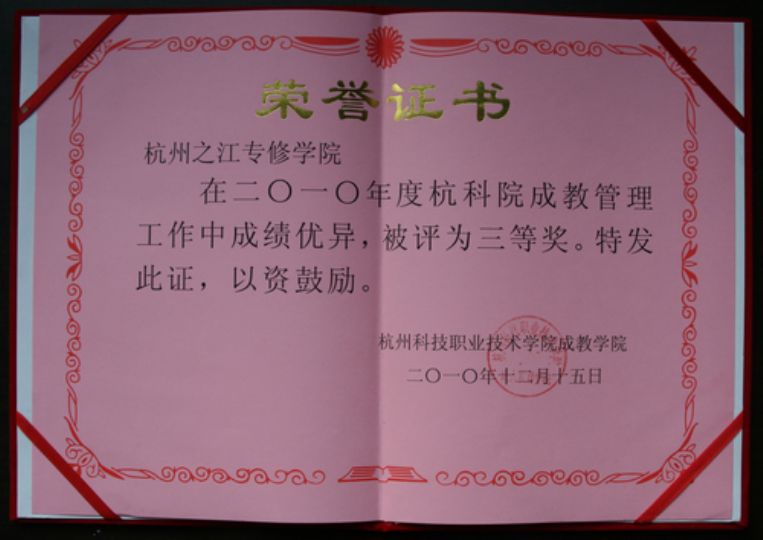 荣誉证书
杭州之江专修学院
在二〇一〇年度杭科院成教管理
工作中成绩优异，被评为三等奖。特发
此证，以资鼓励。
杭州科技职业技术学院成教学院
二〇一〇年十二月十五日